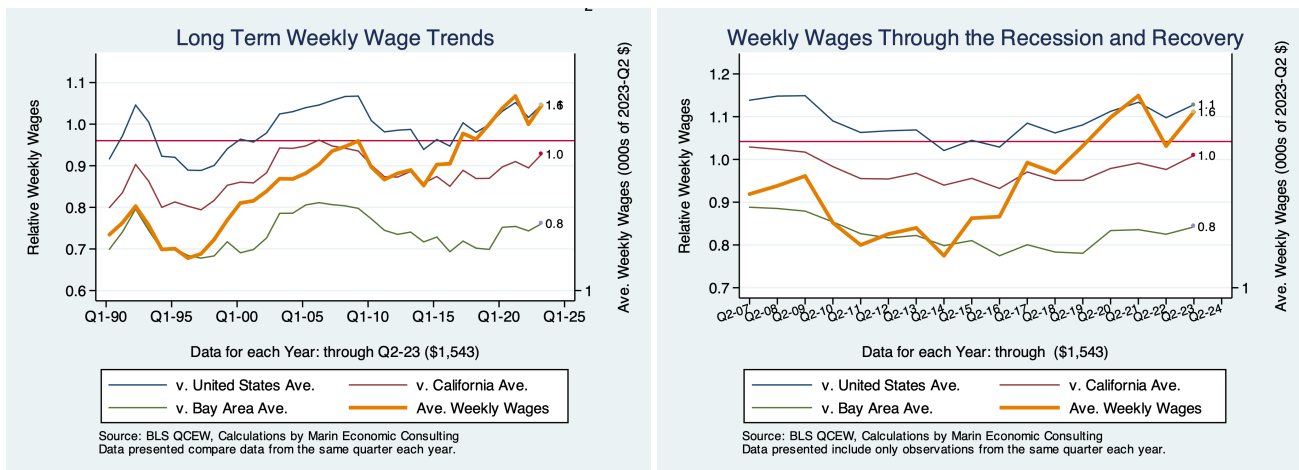 Long Term Weekly Wage Trends
Relative Weekly Wages
1.1
1.0
0.9
0.8
0.7
0.6
1.0
0.8
1
Ave. Weekly Wages (000s of 2023-Q2 $)
Q1-90 Q1-95 Q1-00 Q1-05 Q1-10 Q1-15 Q1-20 Q1-25
Data for each Year: through Q2-23 ($1,543)
v. United States Ave. v. California Ave.
v. Bay Area Ave. Ave. Weekly Wages
Source: BLS QCEW, Calculations by Marin Economic Consulting
Data presented compare data from the same quarter each year.
Weekly Wages Through the Recession and Recovery
Relative Weekly Wages
1.2
1.1
1.0
0.9
0.8
0.7
1.1
1.6
1.0
0.8
1
Ave. Weekly Wages (000s of 2023-Q2 $)
Q2-07 Q2-08 Q2-09 Q2-10 Q2-11 Q2-12 Q2-13 Q2-14 Q2-15 Q2-16 Q2-17 Q2-18 Q2-19 Q2-20 Q2-21 Q2-22 Q2-23 Q2-24
Data for each Year: through ($1,543)
v. United States Ave. v. California Ave.
v. Bay Area Ave. Ave. Weekly Wages
Source: BLS QCEW, Calculations by Marin Economic Consulting
Data presented include only observations from the same quarter each year.